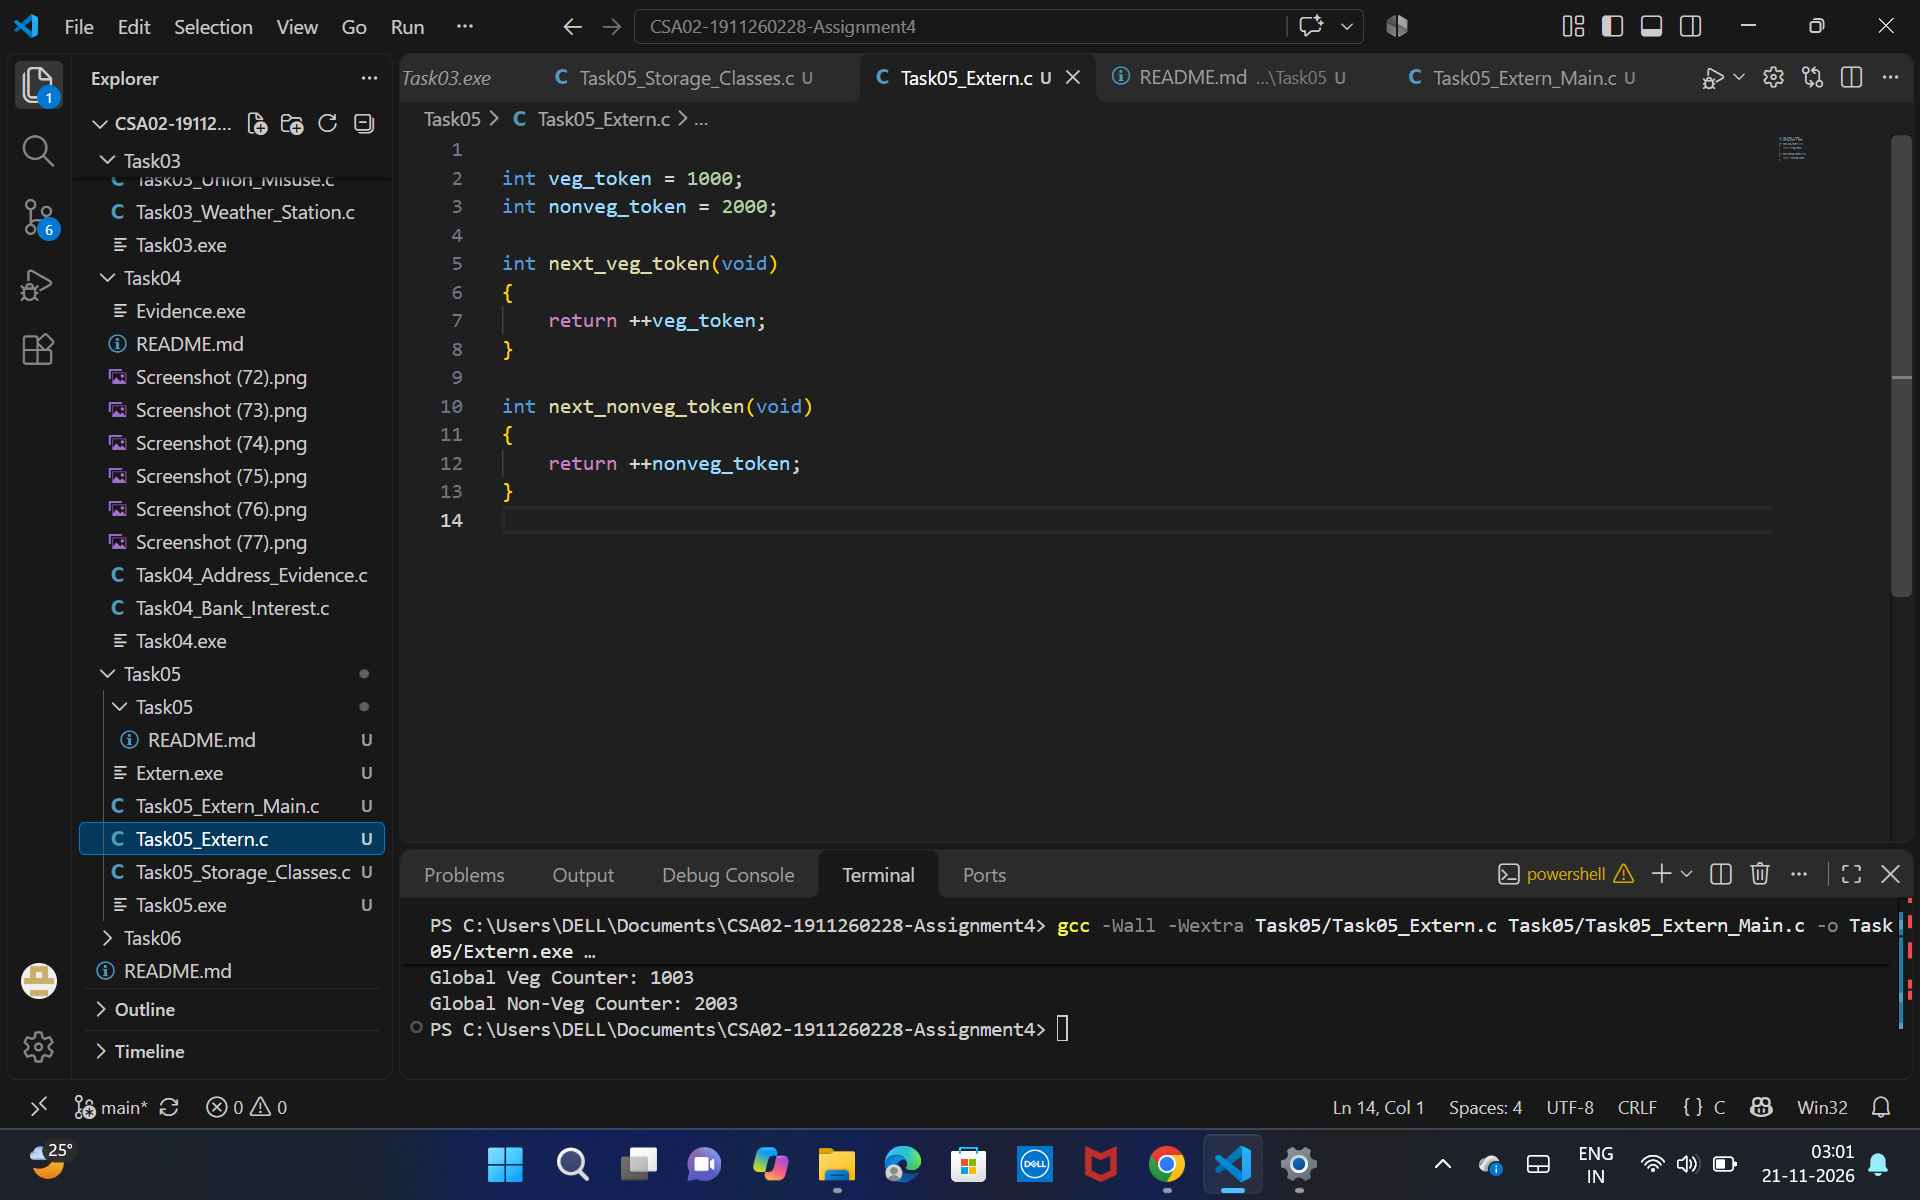 File Edit Selection View Go Run
CSA02-1911260228-Assignment4
Explorer
CSA02-19112...
Task03
Task03_Union_Misuse.c
Task03_Weather_Station.c
Task03.exe
Task04
Evidence.exe
README.md
Screenshot (72).png
Screenshot (73).png
Screenshot (74).png
Screenshot (75).png
Screenshot (76).png
Screenshot (77).png
Task04_Address_Evidence.c
Task04_Bank_Interest.c
Task04.exe
Task05
Task05
README.md U
Extern.exe U
Task05_Extern_Main.c U
Task05_Extern.c U
Task05_Storage_Classes.c U
Task05.exe U
Task06
README.md
Outline
Timeline
1
6
Task03.exe Task05_Storage_Classes.c U Task05_Extern.c U README.md ...\Task05 U Task05_Extern_Main.c U
Task05 > C Task05_Extern.c > ...
1
2 int veg_token = 1000;
3 int nonveg_token = 2000;
4
5 int next_veg_token(void)
6 {
7 return ++veg_token;
8 }
9
10 int next_nonveg_token(void)
11 {
12 return ++nonveg_token;
13 }
14
Problems Output Debug Console Terminal Ports
powershell
PS C:\Users\DELL\Documents\CSA02-1911260228-Assignment4> gcc -Wall -Wextra Task05/Task05_Extern.c Task05/Task05_Extern_Main.c -o Task
05/Extern.exe …
Global Veg Counter: 1003
Global Non-Veg Counter: 2003
PS C:\Users\DELL\Documents\CSA02-1911260228-Assignment4>
main* 0 0
Ln 14, Col 1 Spaces: 4 UTF-8 CRLF { } C Win32
25°
DELL
ENG
IN
03:01
21-11-2026